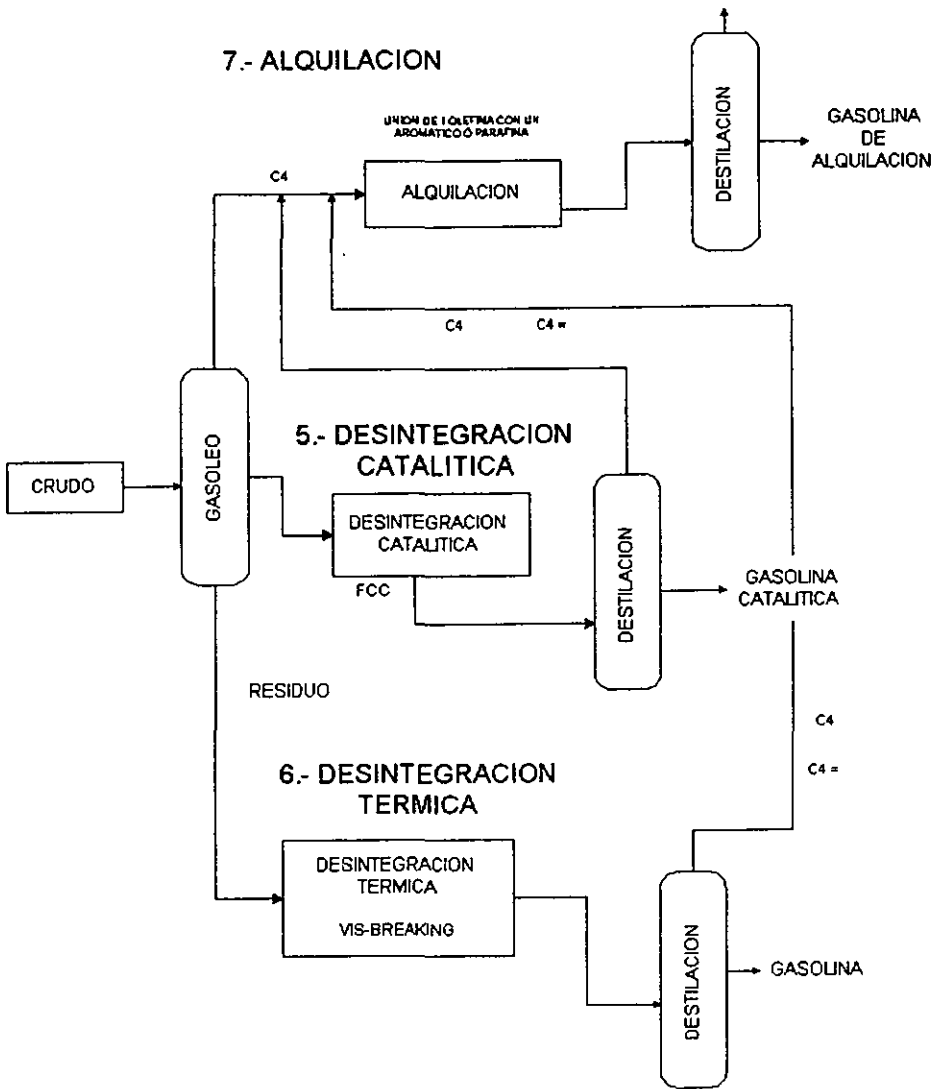 7.- ALQUILACION
UNION DE 1 OLEFINA CON UN
AROMATICO Ó PARAFINA
C4
ALQUILACION
DESTILACION
GASOLINA
DE
ALQUILACION
C4 C4 =
CRUDO
GASOLEO
5.- DESINTEGRACION
CATALITICA
DESINTEGRACION
CATALITICA
FCC
DESTILACION
GASOLINA
CATALITICA
RESIDUO
C4
C4 =
6.- DESINTEGRACION
TERMICA
DESINTEGRACION
TERMICA
VIS-BREAKING
DESTILACION
GASOLINA